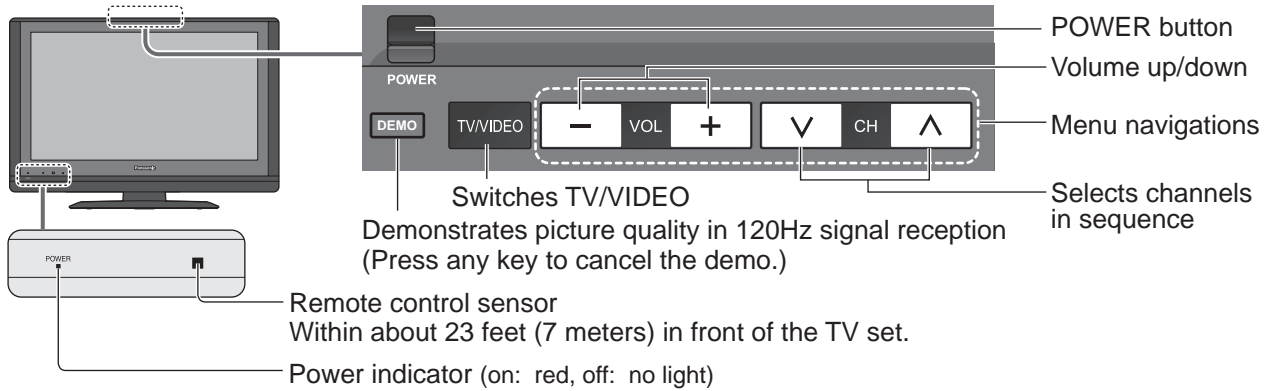 POWER button
Volume up/down
POWER
DEMO TV/VIDEO − VOL + ∨ CH ∧
Menu navigations
Selects channels
in sequence
Switches TV/VIDEO
Demonstrates picture quality in 120Hz signal reception
(Press any key to cancel the demo.)
Panasonic
POWER
Remote control sensor
Within about 23 feet (7 meters) in front of the TV set.
Power indicator (on: red, off: no light)